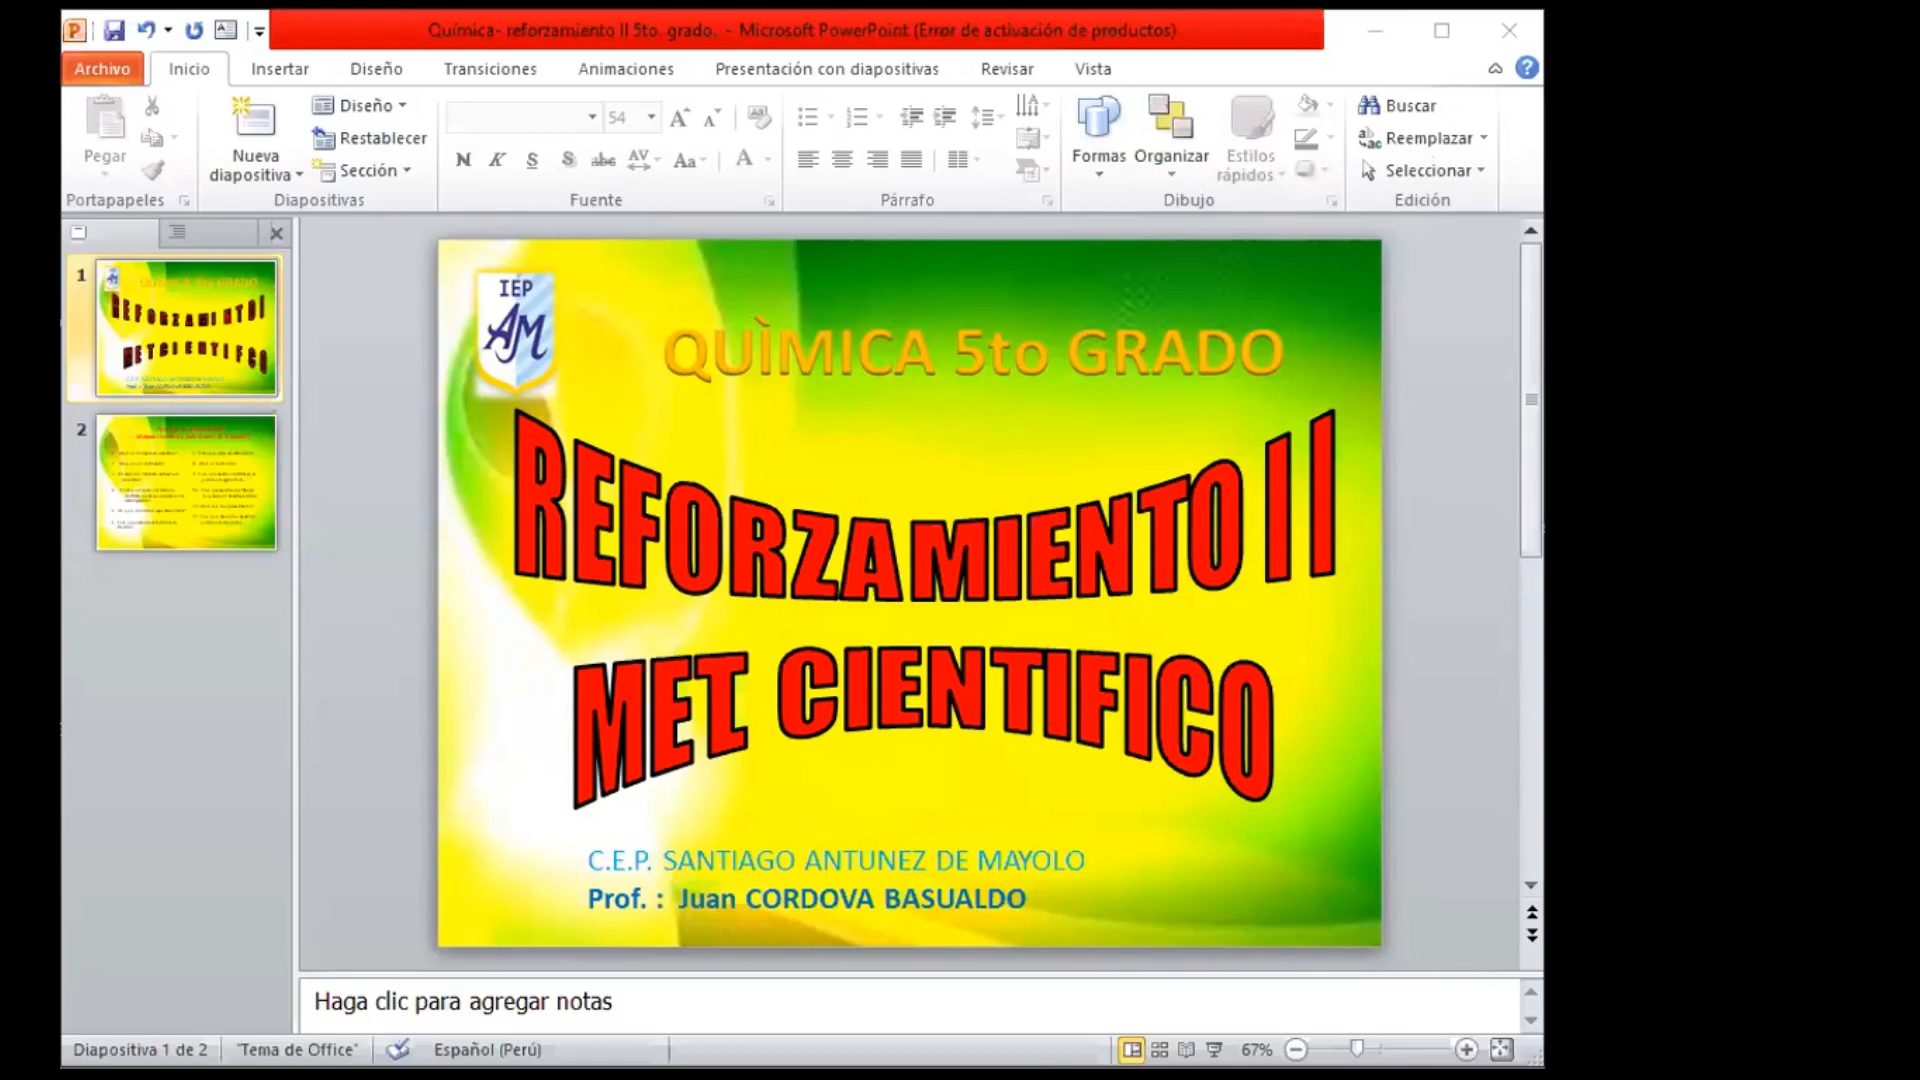 Química- reforzamiento II 5to. grado. - Microsoft PowerPoint (Error de activación de productos)
Archivo
Inicio
Insertar
Diseño
Transiciones
Animaciones
Presentación con diapositivas
Revisar
Vista
Pegar
Portapapeles
Nueva
diapositiva
Diseño
Restablecer
Sección
Diapositivas
54
N K S S abc AV Aa A
Fuente
Párrafo
Formas
Organizar
Estilos
rápidos
Dibujo
Buscar
Reemplazar
Seleccionar
Edición
1
2
IEP
AM
QUÌMICA 5to GRADO
REFORZAMIENTO II
MET CIENTIFICO
C.E.P. SANTIAGO ANTUNEZ DE MAYOLO
Prof. : Juan CORDOVA BASUALDO
Haga clic para agregar notas
Diapositiva 1 de 2
"Tema de Office"
Español (Perú)
67%